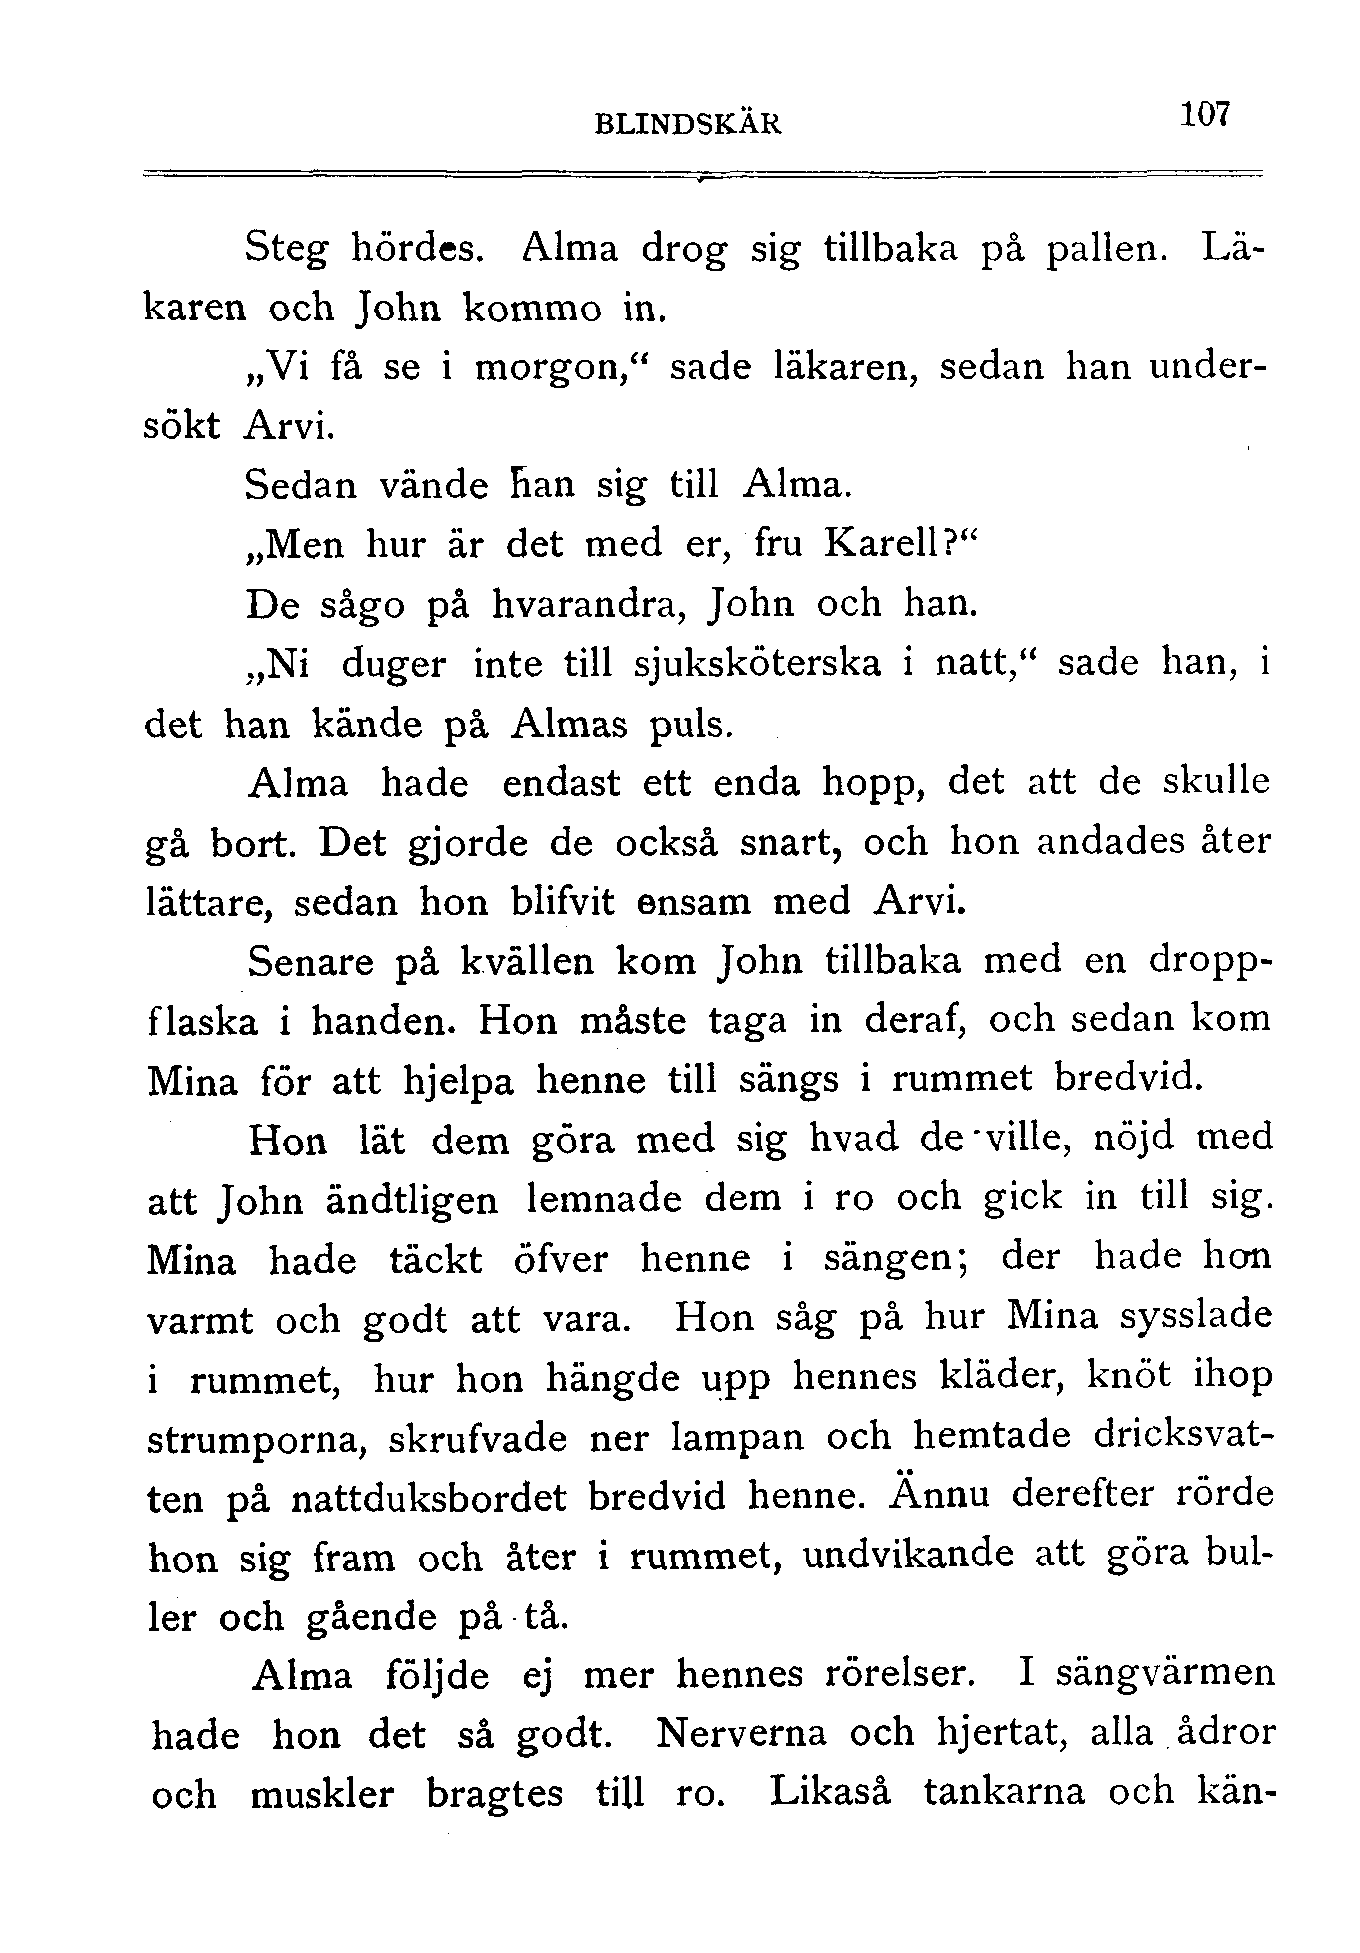 BLINDSKÄR 107
Steg hördes. Alma drog sig tillbaka på pallen. Lä-
karen och John kommo in.
„Vi få se i morgon,“ sade läkaren, sedan han under-
sökt Arvi.
Sedan vände han sig till Alma.
„Men hur är det med er, fru Karell?“
De sågo på hvarandra, John och han.
„Ni duger inte till sjuksköterska i natt,“ sade han, i
det han kände på Almas puls.
Alma hade endast ett enda hopp, det att de skulle
gå bort. Det gjorde de också snart, och hon andades åter
lättare, sedan hon blifvit ensam med Arvi.
Senare på kvällen kom John tillbaka med en dropp-
flaska i handen. Hon måste taga in deraf, och sedan kom
Mina för att hjelpa henne till sängs i rummet bredvid.
Hon lät dem göra med sig hvad de ville, nöjd med
att John ändtligen lemnade dem i ro och gick in till sig.
Mina hade täckt öfver henne i sängen; der hade hon
varmt och godt att vara. Hon såg på hur Mina sysslade
i rummet, hur hon hängde upp hennes kläder, knöt ihop
strumporna, skrufvade ner lampan och hemtade dricksvat-
ten på nattduksbordet bredvid henne. Ännu derefter rörde
hon sig fram och åter i rummet, undvikande att göra bul-
ler och gående på tå.
Alma följde ej mer hennes rörelser. I sängvärmen
hade hon det så godt. Nerverna och hjertat, alla ådror
och muskler bragtes till ro. Likaså tankarna och kän-